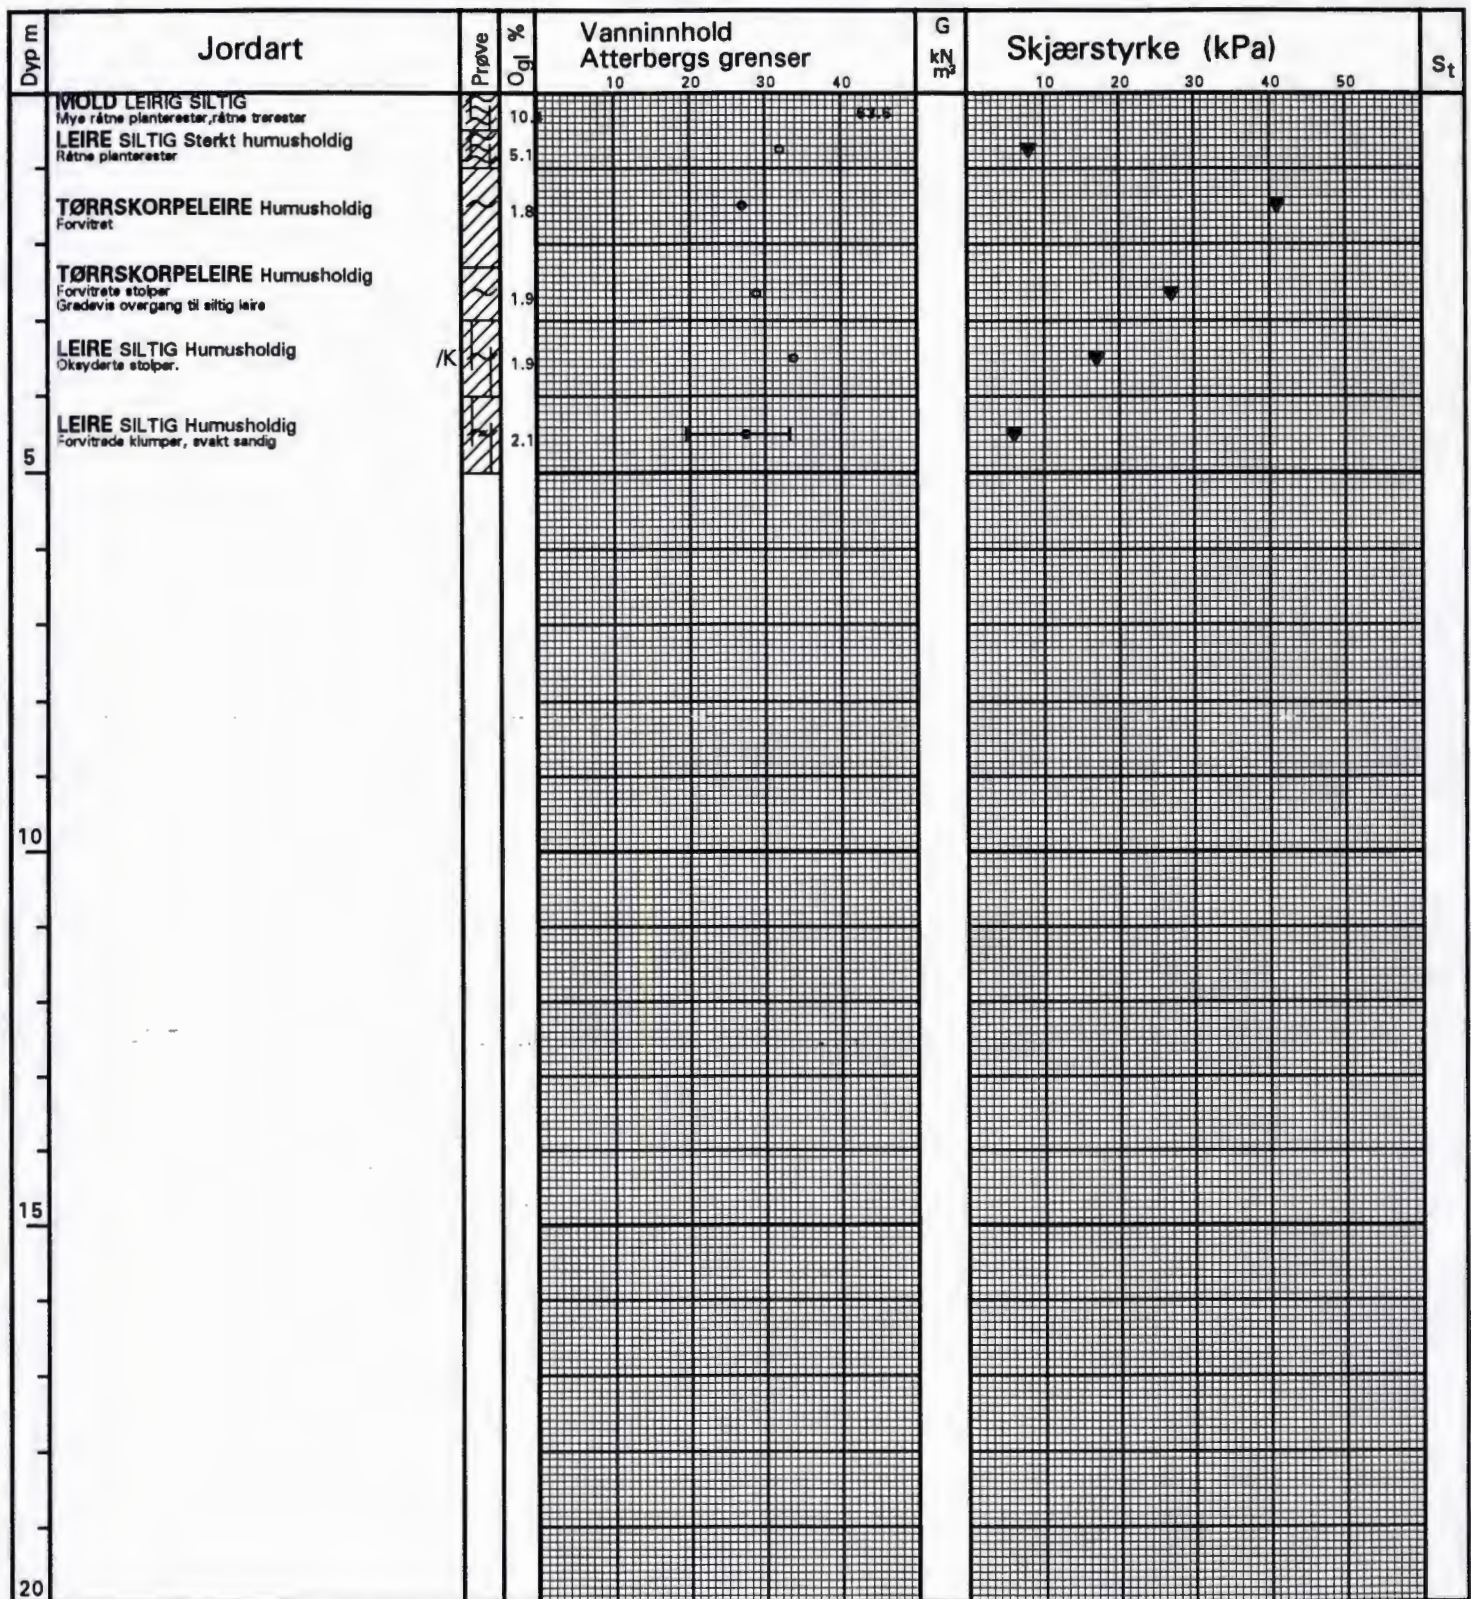 Dyp m
Jordart
Prøve
Ogl %
Vanninnhold
Atterbergs grenser
10 20 30 40
G
kN
m³
Skjærstyrke (kPa)
10 20 30 40 50
St
MOLD LEIRIG SILTIG
Mye råtne planterester,råtne trerester
53.5
LEIRE SILTIG Sterkt humusholdig
Råtne planterester
5.1
TØRRSKORPELEIRE Humusholdig
1.8
Forvitret
TØRRSKORPELEIRE Humusholdig
Forvitrete stolper
1.9
Gradevis overgang til siltig leire
LEIRE SILTIG Humusholdig
/K
1.9
Oksyderte stolper.
LEIRE SILTIG Humusholdig
Forvitrede klumper, svakt sandig
2.1
5
10
15
20